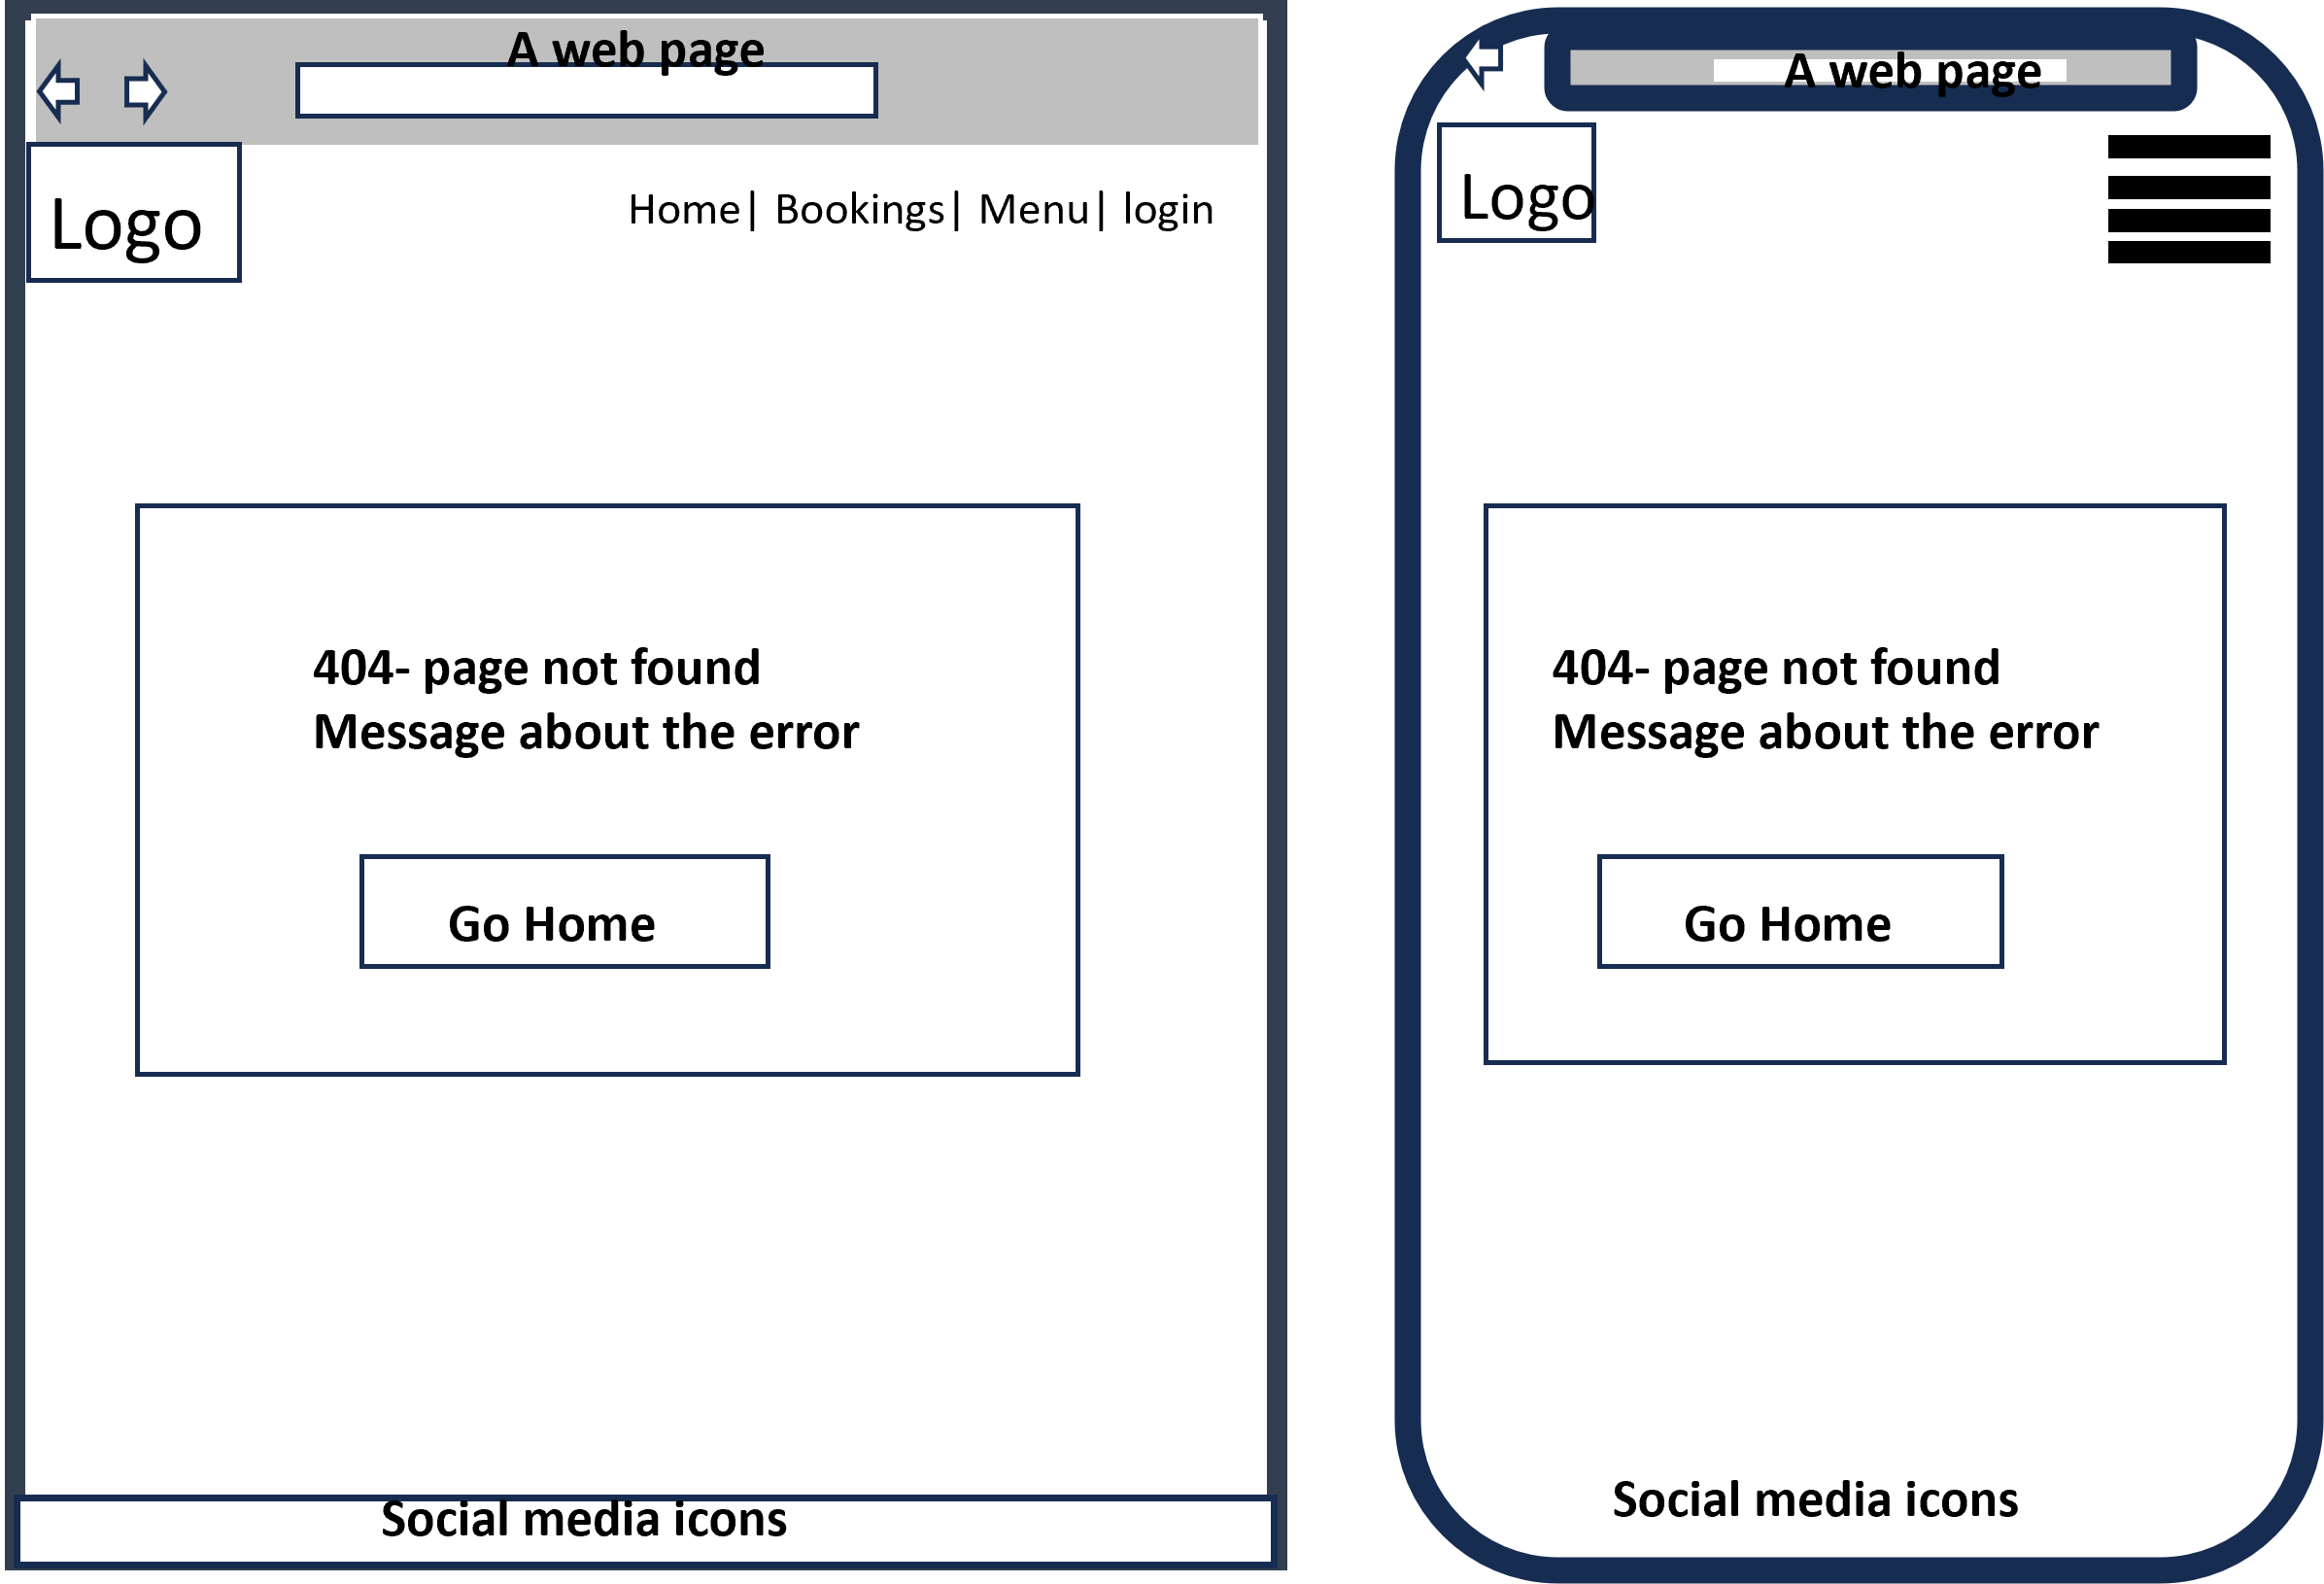 A web page
Logo
Home| Bookings| Menu| login
404- page not found
Message about the error
Go Home
Social media icons
A web page
Logo
404- page not found
Message about the error
Go Home
Social media icons